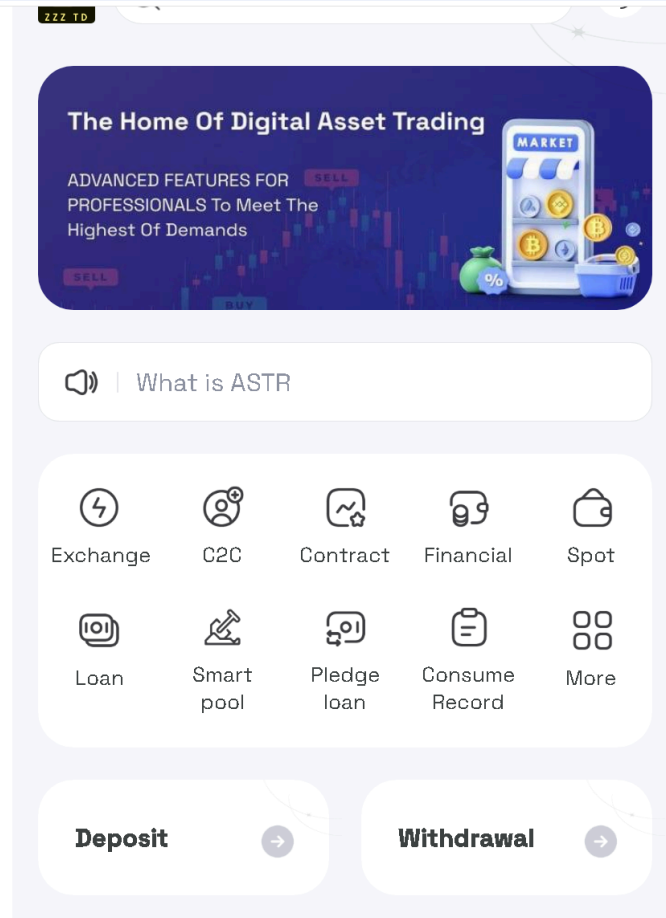 ZZZ TD
The Home Of Digital Asset Trading
MARKET
ADVANCED FEATURES FOR
SELL
PROFESSIONALS To Meet The
Highest Of Demands
SELL
BUY
%
What is ASTR
Exchange
C2C
Contract
Financial
Spot
Loan
Smart
pool
Pledge
loan
Consume
Record
More
Deposit
Withdrawal